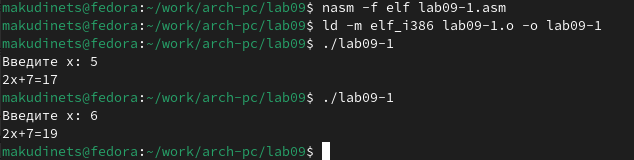 makudinets@fedora:~/work/arch-pc/lab09$ nasm -f elf lab09-1.asm
makudinets@fedora:~/work/arch-pc/lab09$ ld -m elf_i386 lab09-1.o -o lab09-1
makudinets@fedora:~/work/arch-pc/lab09$ ./lab09-1
Введите x: 5
2x+7=17
makudinets@fedora:~/work/arch-pc/lab09$ ./lab09-1
Введите x: 6
2x+7=19
makudinets@fedora:~/work/arch-pc/lab09$